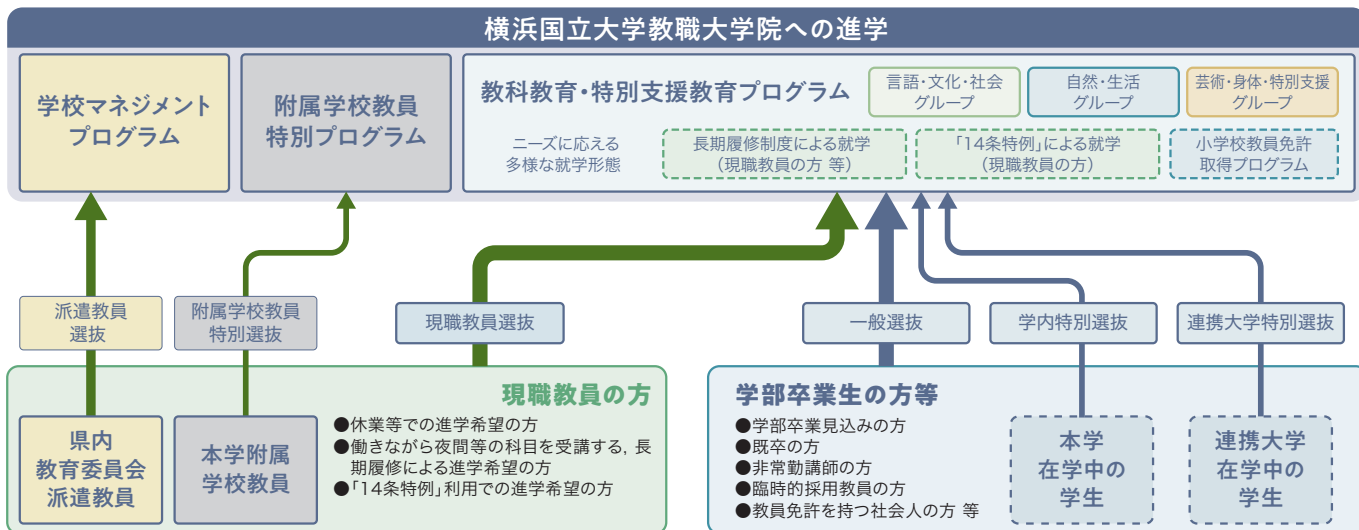 横浜国立大学教職大学院への進学
学校マネジメント
プログラム
附属学校教員
特別プログラム
教科教育・特別支援教育プログラム
言語・文化・社会
グループ
自然・生活
グループ
芸術・身体・特別支援
グループ
ニーズに応える
多様な就学形態
長期履修制度による就学
（現職教員の方 等）
「14条特例」による就学
（現職教員の方）
小学校教員免許
取得プログラム
派遣教員
選抜
附属学校教員
特別選抜
現職教員選抜
一般選抜
学内特別選抜
連携大学特別選抜
現職教員の方
県内
教育委員会
派遣教員
本学附属
学校教員
●休業等での進学希望の方
●働きながら夜間等の科目を受講する, 長
期履修による進学希望の方
●「14条特例」利用での進学希望の方
学部卒業生の方等
●学部卒業見込みの方
●既卒の方
●非常勤講師の方
●臨時的採用教員の方
●教員免許を持つ社会人の方 等
本学
在学中の
学生
連携大学
在学中の
学生